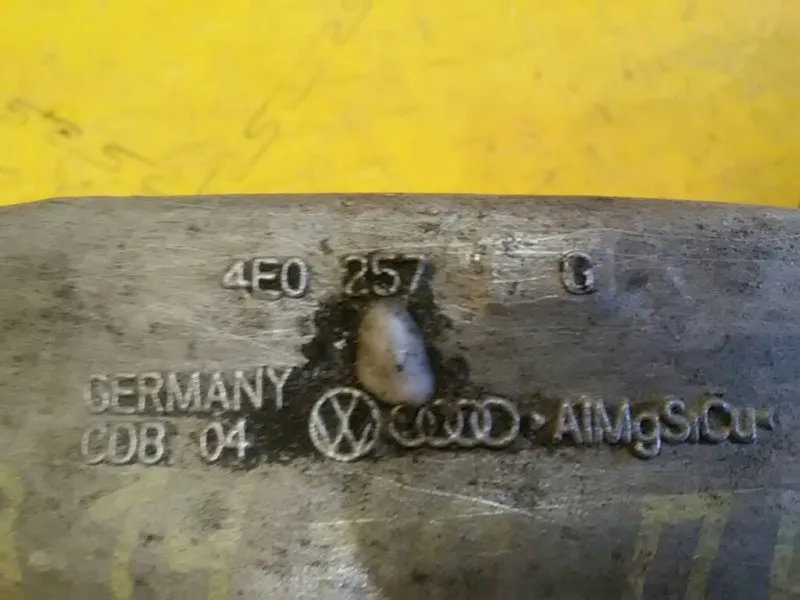 4E0 257 G
GERMANY
>AlMgSiCu<
C08 04